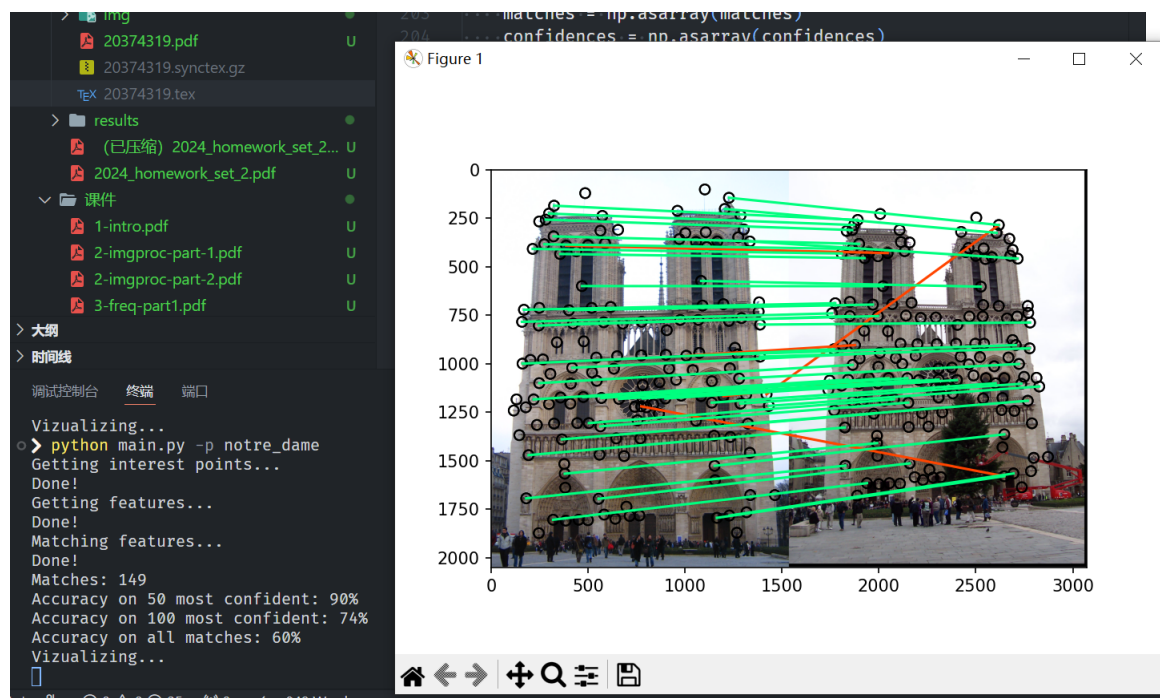 img
20374319.pdf U
20374319.synctex.gz
TEX 20374319.tex
results
(已压缩) 2024_homework_set_2... U
2024_homework_set_2.pdf U
课件
1-intro.pdf U
2-imgproc-part-1.pdf U
2-imgproc-part-2.pdf U
3-freq-part1.pdf U
大纲
时间线
调试控制台 终端 端口
Vizualizing...
❯ python main.py -p notre_dame
Getting interest points...
Done!
Getting features...
Done!
Matching features...
Done!
Matches: 149
Accuracy on 50 most confident: 90%
Accuracy on 100 most confident: 74%
Accuracy on all matches: 60%
Vizualizing...
203 matches = np.asarray(matches)
204 confidences = np.asarray(confidences)
Figure 1
0
250
500
750
1000
1250
1500
1750
2000
0 500 1000 1500 2000 2500 3000